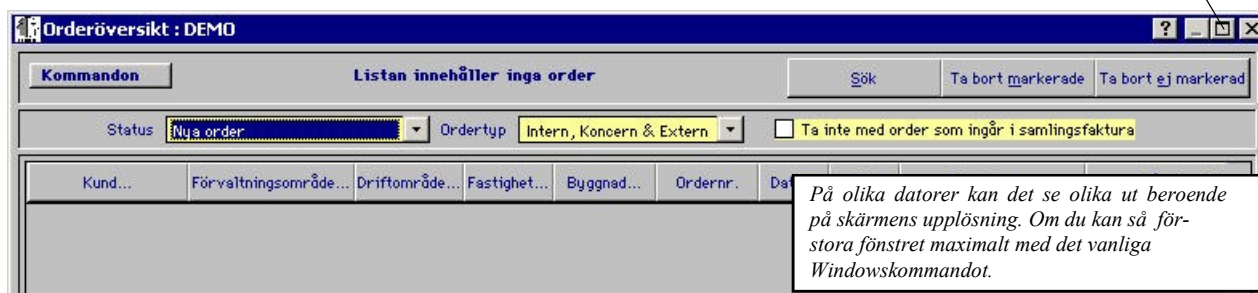 Orderöversikt : DEMO ?
Kommandon Listan innehåller inga order Sök Ta bort markerade Ta bort ej markerad
Status Nya order Ordertyp Intern, Koncern & Extern Ta inte med order som ingår i samlingsfaktura
Kund... Förvaltningsområde... Driftområde... Fastighet... Byggnad... Ordernr. Dat
På olika datorer kan det se olika ut beroende
på skärmens upplösning. Om du kan så för-
stora fönstret maximalt med det vanliga
Windowskommandot.